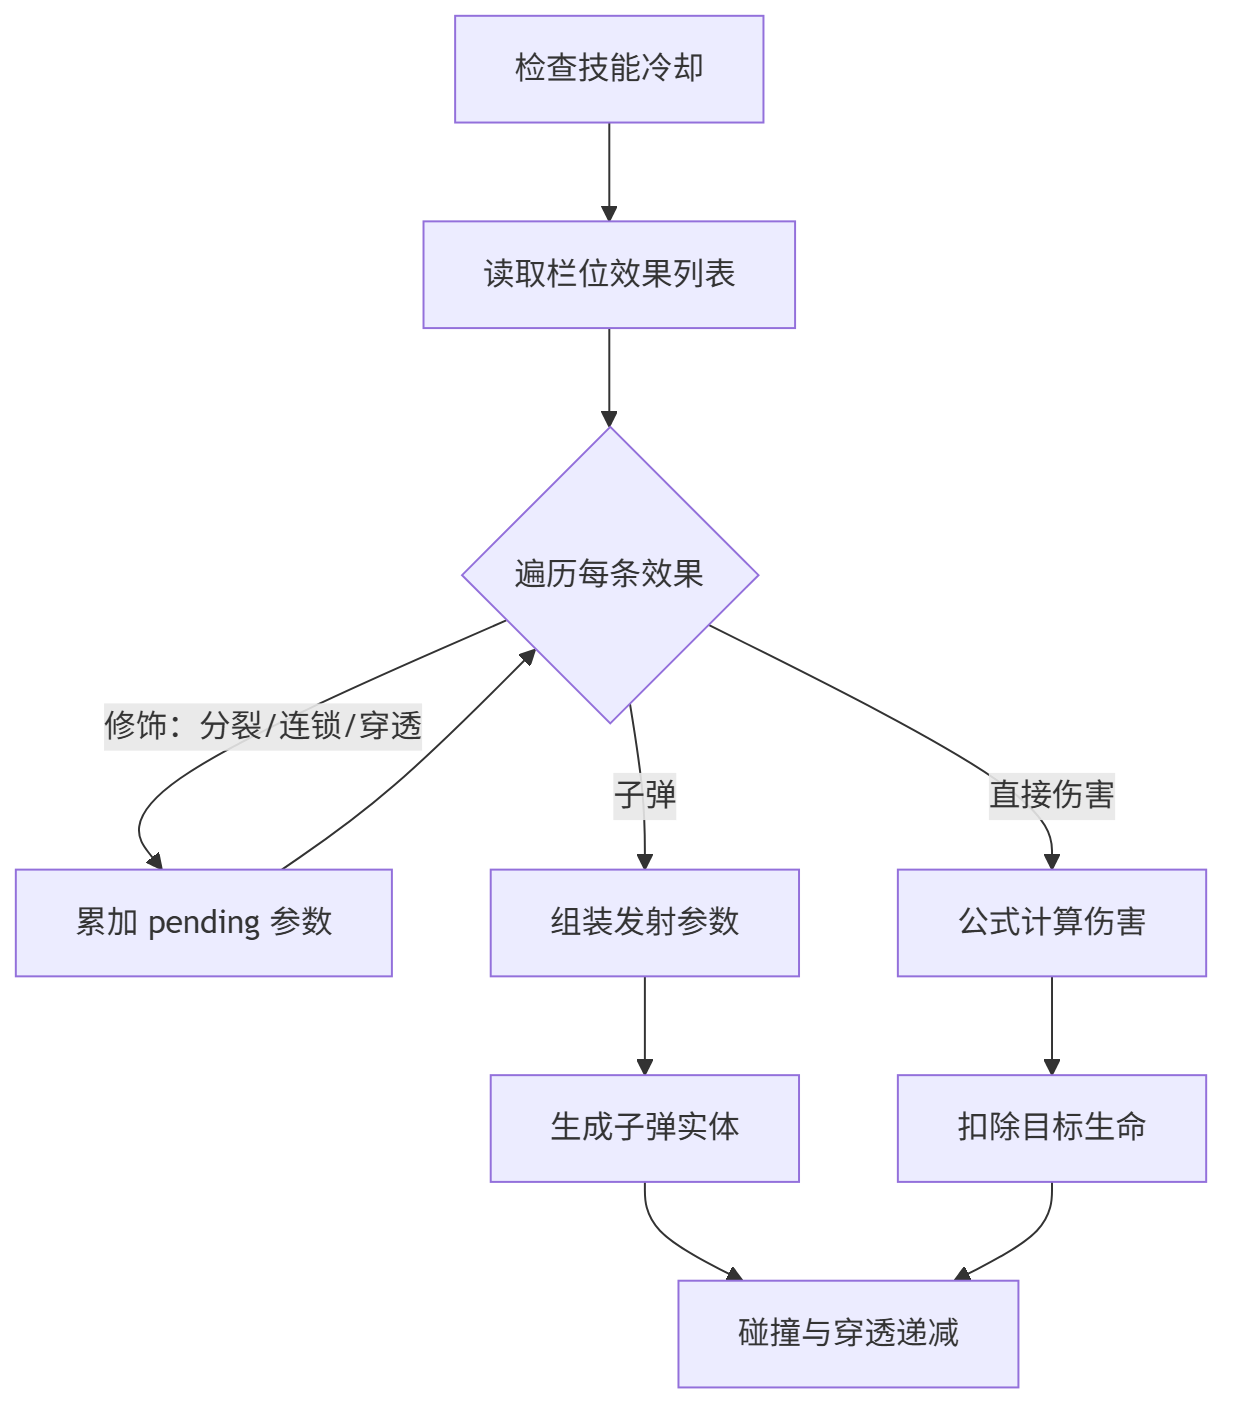 检查技能冷却
读取栏位效果列表
遍历每条效果
修饰：分裂/连锁/穿透
子弹
直接伤害
累加 pending 参数
组装发射参数
公式计算伤害
生成子弹实体
扣除目标生命
碰撞与穿透递减